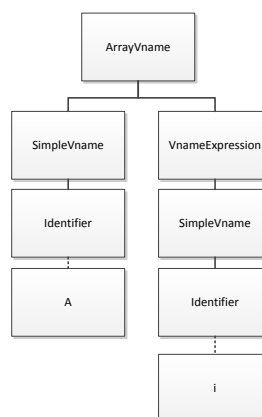 ArrayVname
SimpleVname
VnameExpression
Identifier
SimpleVname
A
Identifier
i